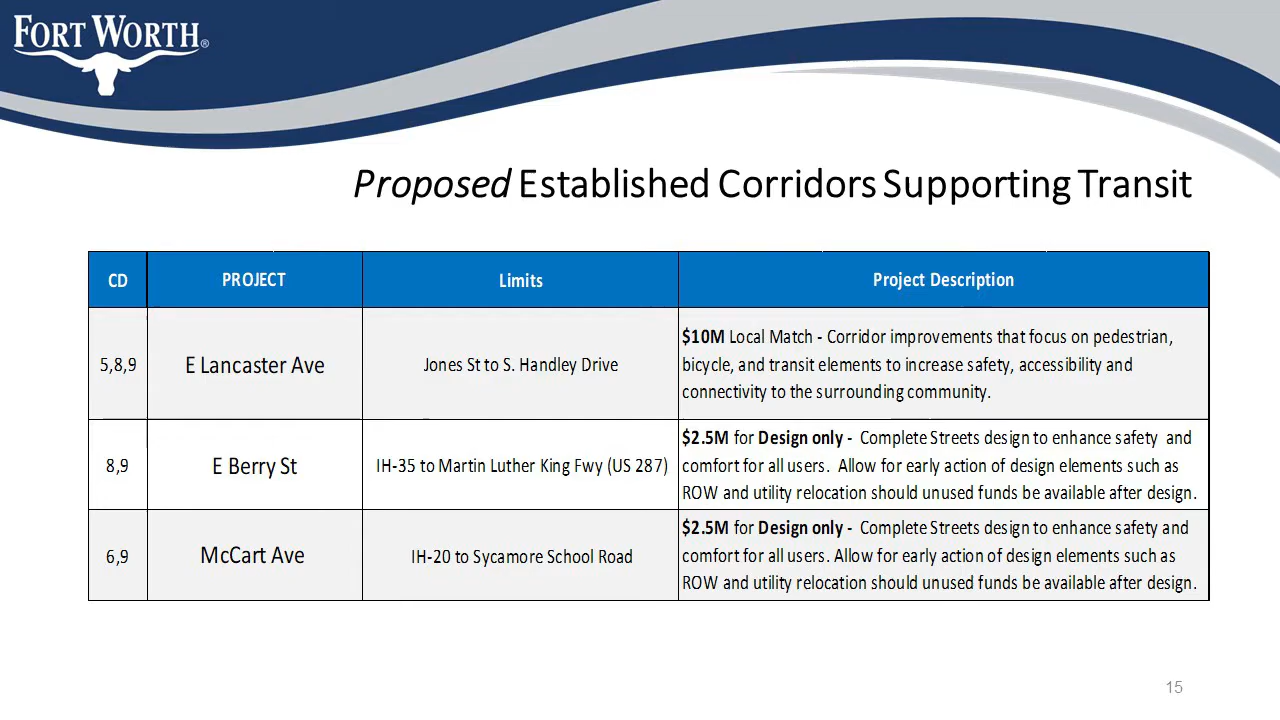 FORT WORTH®
Proposed Established Corridors Supporting Transit
CD PROJECT Limits Project Description
5,8,9 E Lancaster Ave Jones St to S. Handley Drive $10M Local Match - Corridor improvements that focus on pedestrian,
bicycle, and transit elements to increase safety, accessibility and
connectivity to the surrounding community.
8,9 E Berry St IH-35 to Martin Luther King Fwy (US 287) $2.5M for Design only - Complete Streets design to enhance safety and
comfort for all users. Allow for early action of design elements such as
ROW and utility relocation should unused funds be available after design.
6,9 McCart Ave IH-20 to Sycamore School Road $2.5M for Design only - Complete Streets design to enhance safety and
comfort for all users. Allow for early action of design elements such as
ROW and utility relocation should unused funds be available after design.
15